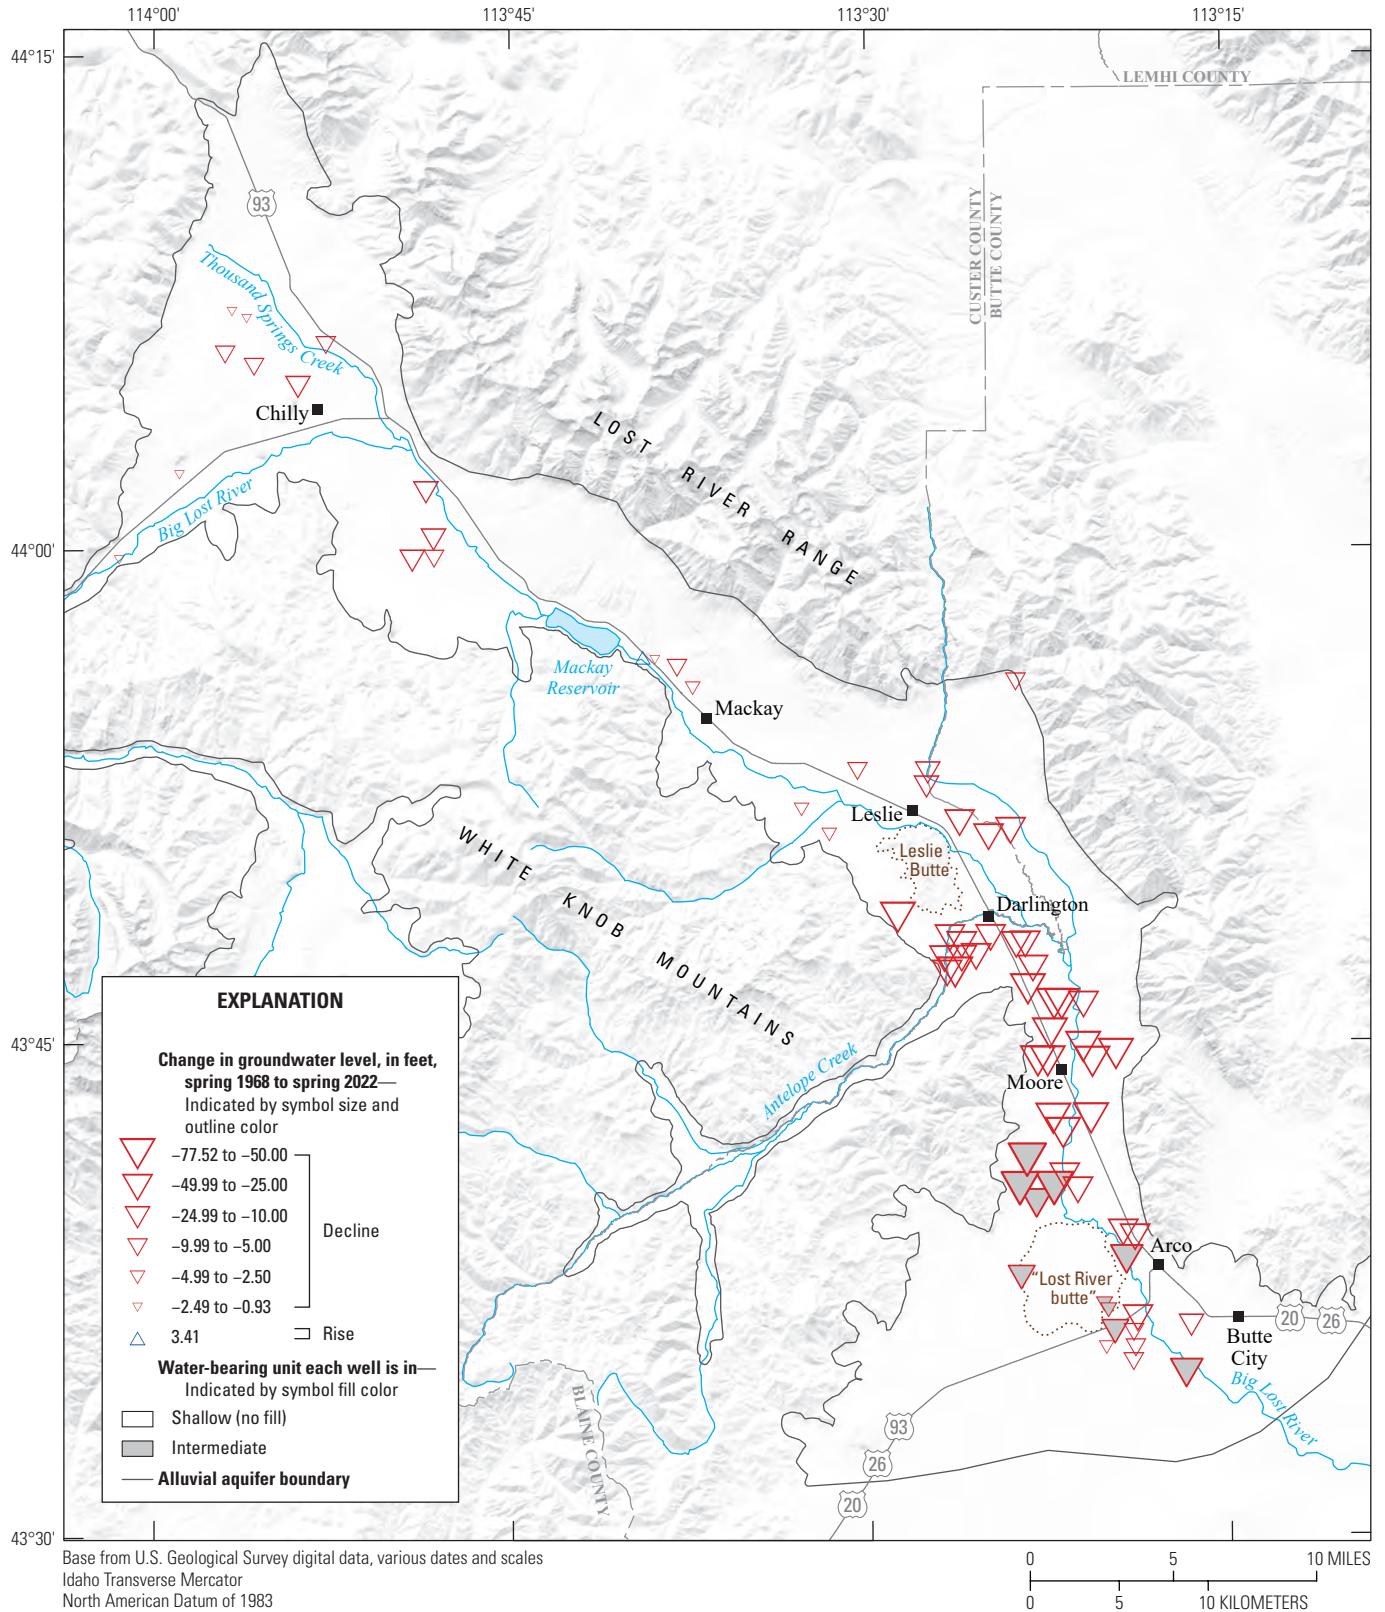 114°00'
113°45'
113°30'
113°15'
44°15'
44°00'
43°45'
43°30'
LEMHI COUNTY
CUSTER COUNTY
BUTTE COUNTY
93
Thousand Springs Creek
Chilly
Big Lost River
LOST RIVER RANGE
Mackay
Reservoir
Mackay
Leslie
Leslie
Butte
Darlington
WHITE KNOB MOUNTAINS
Antelope Creek
Moore
Arco
"Lost River
butte"
20
26
Butte
City
Big Lost River
93
26
20
BLAINE COUNTY
EXPLANATION
Change in groundwater level, in feet,
spring 1968 to spring 2022—
Indicated by symbol size and
outline color
−77.52 to −50.00
−49.99 to −25.00
−24.99 to −10.00
Decline
−9.99 to −5.00
−4.99 to −2.50
−2.49 to −0.93
3.41
Rise
Water-bearing unit each well is in—
Indicated by symbol fill color
Shallow (no fill)
Intermediate
Alluvial aquifer boundary
Base from U.S. Geological Survey digital data, various dates and scales
Idaho Transverse Mercator
North American Datum of 1983
0 5 10 MILES
0 5 10 KILOMETERS